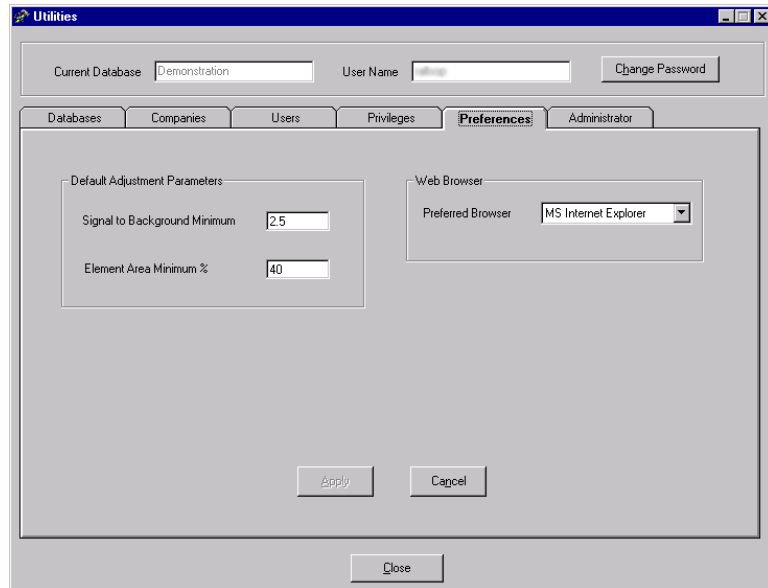 Utilities
Current Database Demonstration User Name Change Password
Databases Companies Users Privileges Preferences Administrator
Default Adjustment Parameters Web Browser
Signal to Background Minimum 2.5 Preferred Browser MS Internet Explorer
Element Area Minimum % 40
Apply Cancel
Close